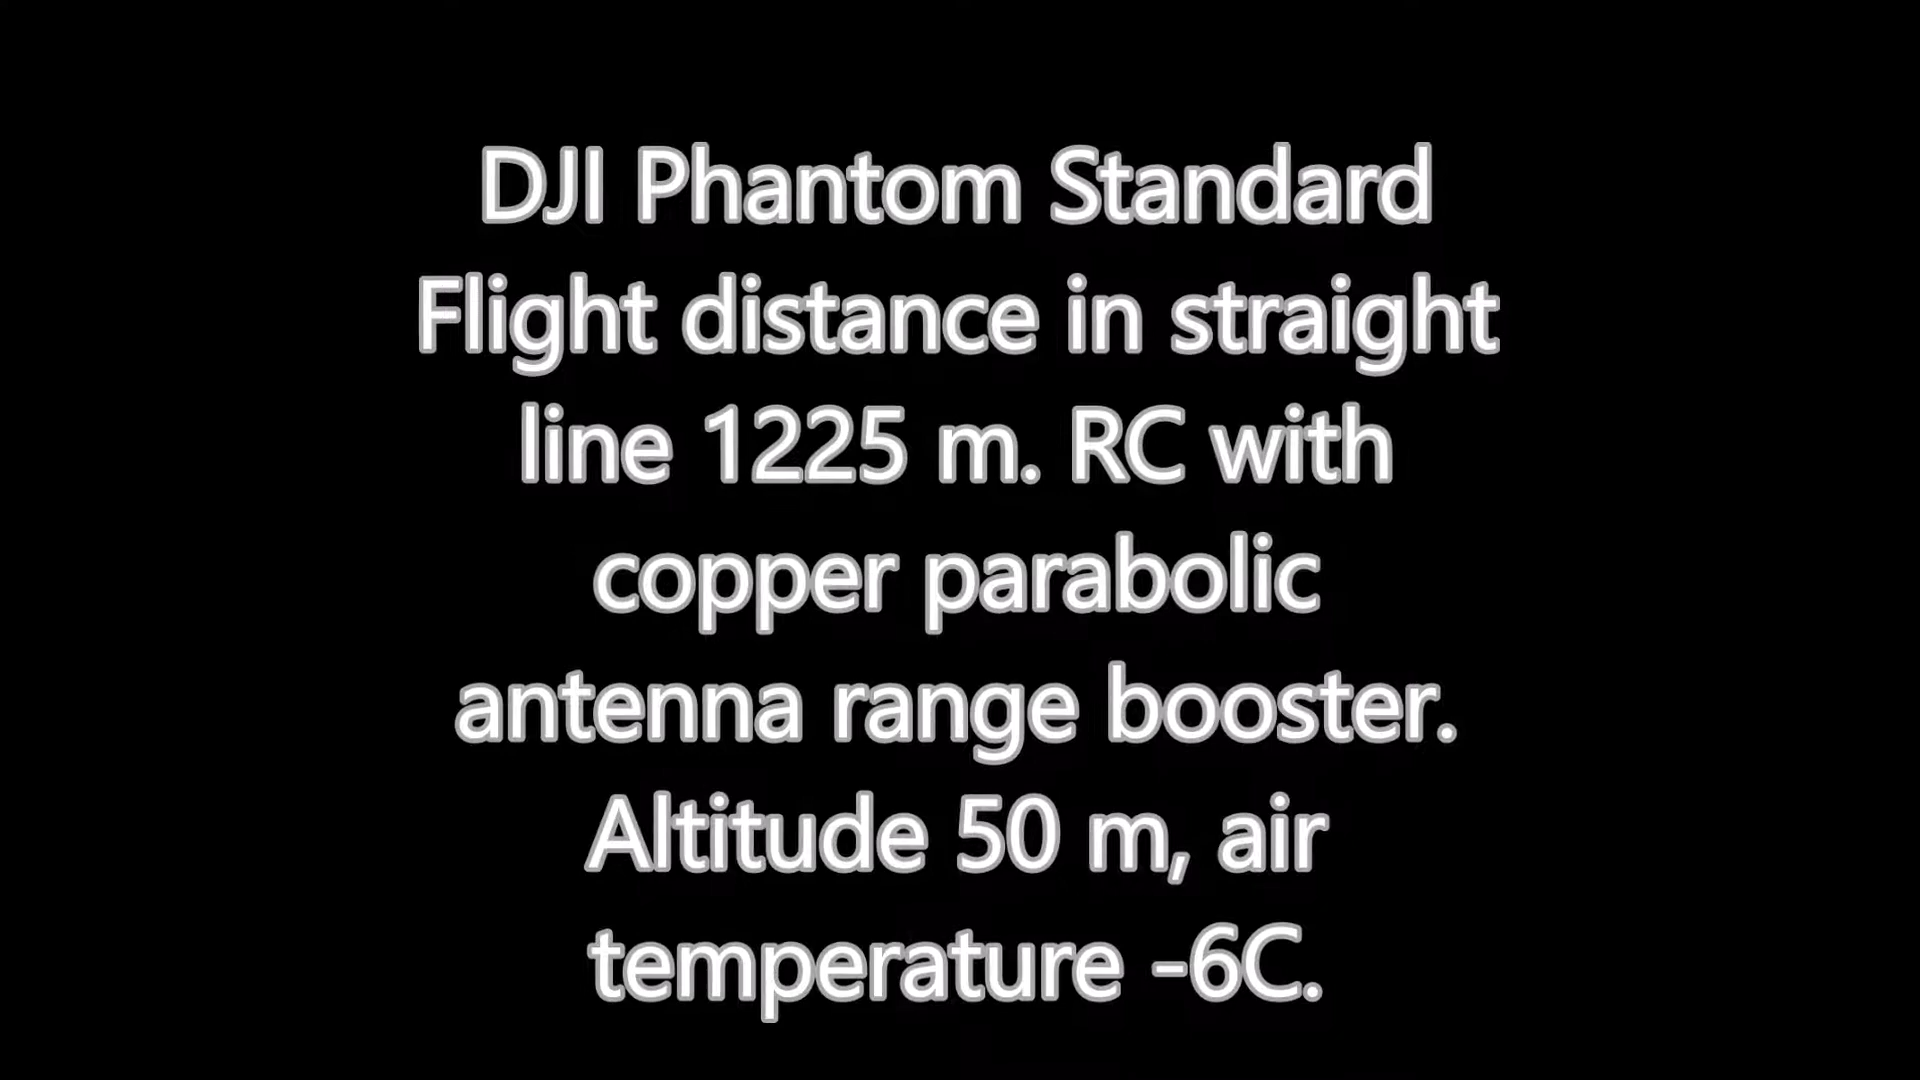 DJI Phantom Standard
Flight distance in straight
line 1225 m. RC with
copper parabolic
antenna range booster.
Altitude 50 m, air
temperature -6C.